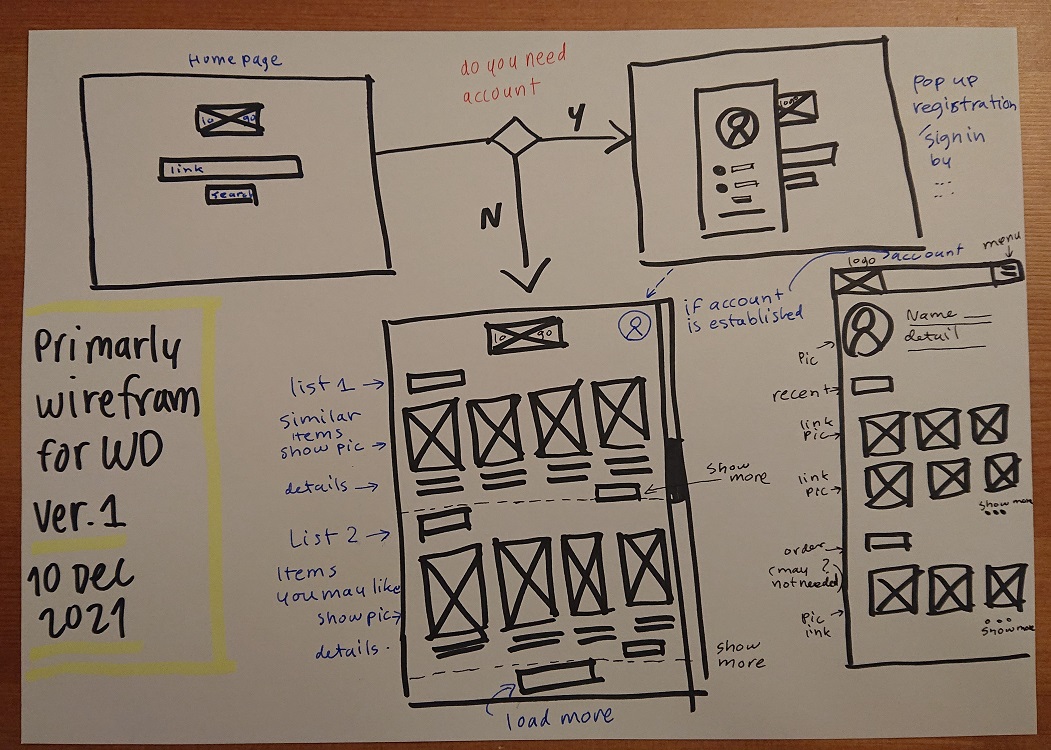 Home page
logo
link
Searc
do you need
account
Y
N
logo
Pop up
registration
sign in
by
...
Primarly
wirefram
for WD
ver.1
10 Dec
2021
logo
list 1
similar
items
show pic
details
show
more
List 2
Items
you may like
show pic
details.
show
more
load more
if account
is established
account
logo
menu
Name
detail
Pic
recent
link
pic
link
pic
show more
order
(may ?
not needed)
pic
link
show more